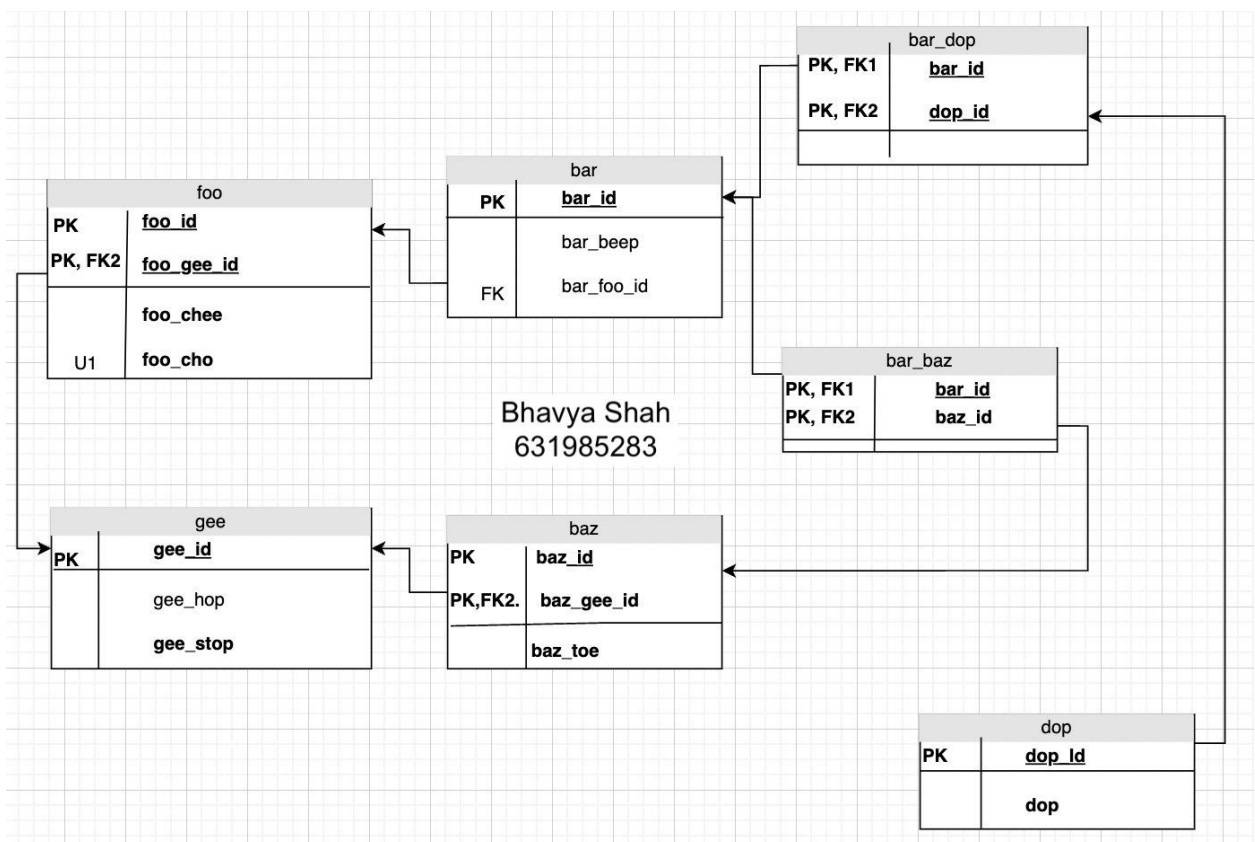 bar_dop
PK, FK1 bar_id
PK, FK2 dop_id
bar
PK bar_id
bar_beep
FK bar_foo_id
foo
PK foo_id
PK, FK2 foo_gee_id
foo_chee
U1 foo_cho
bar_baz
PK, FK1 bar_id
PK, FK2 baz_id
Bhavya Shah
631985283
gee
PK gee_id
gee_hop
gee_stop
baz
PK baz_id
PK,FK2. baz_gee_id
baz_toe
dop
PK dop_Id
dop